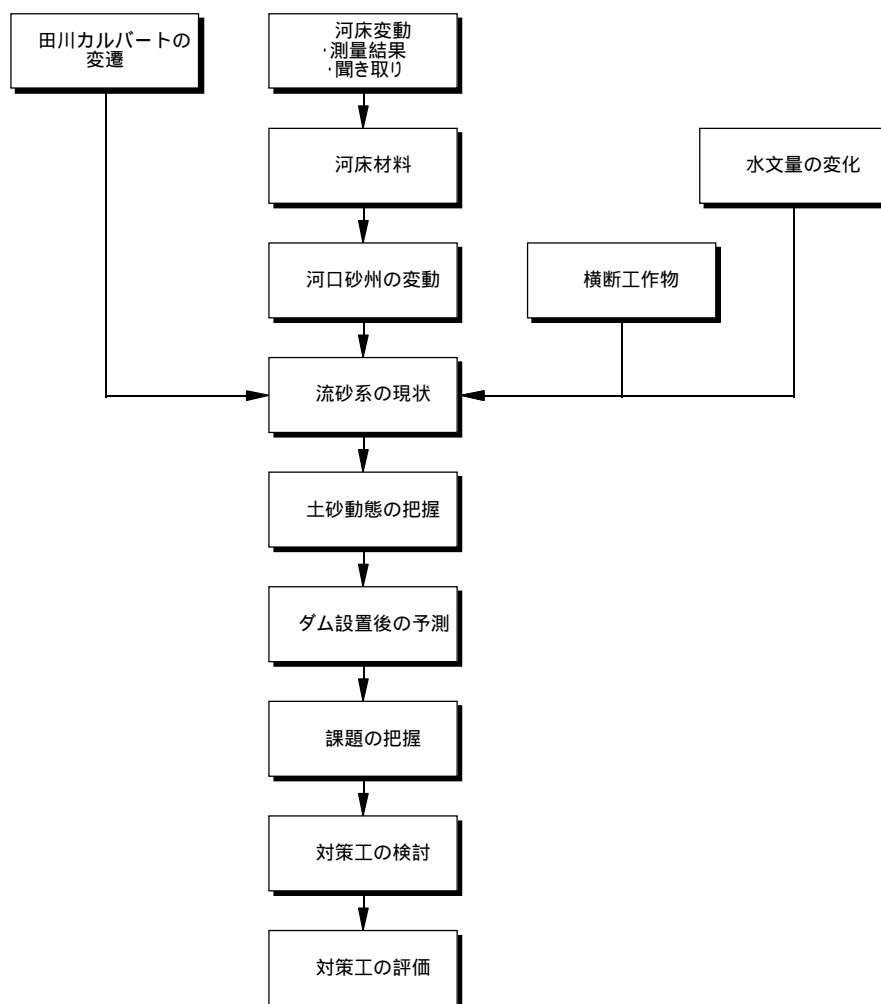 田川カルバートの
変遷
河床変動
・測量結果
・聞き取り
河床材料
水文量の変化
河口砂州の変動
横断工作物
流砂系の現状
土砂動態の把握
ダム設置後の予測
課題の把握
対策工の検討
対策工の評価